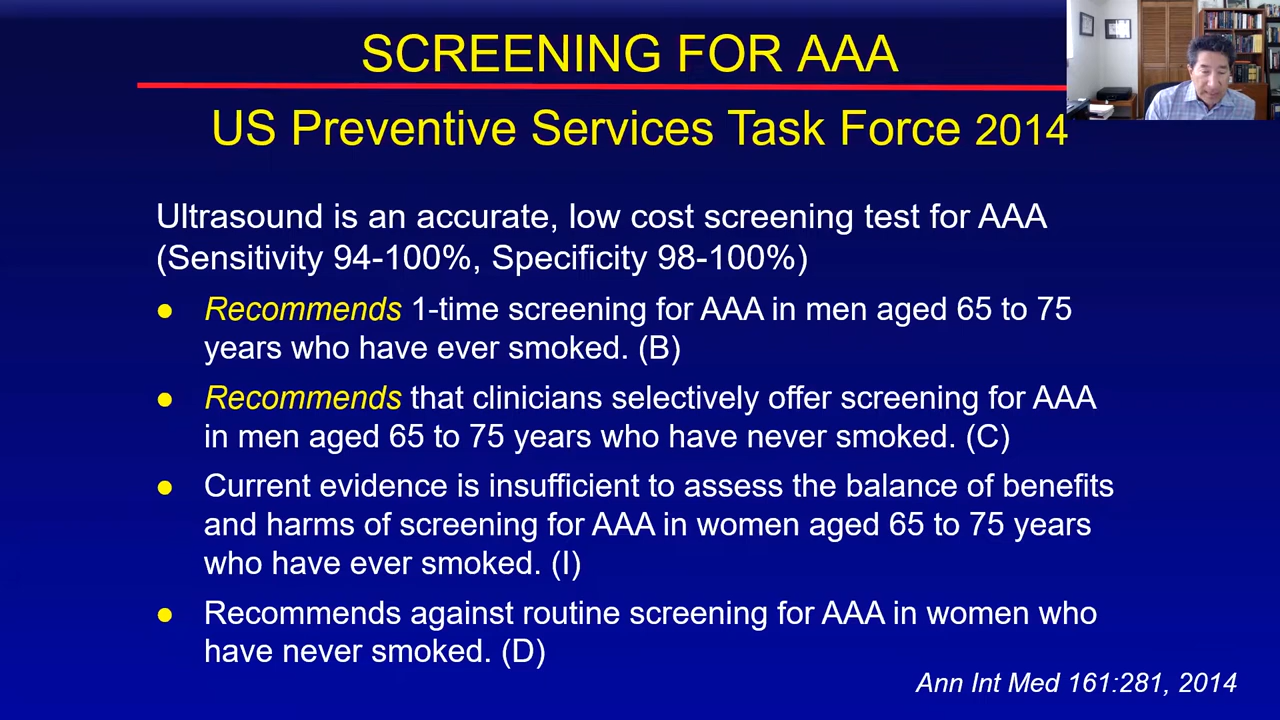 SCREENING FOR AAA
US Preventive Services Task Force 2014
Ultrasound is an accurate, low cost screening test for AAA
(Sensitivity 94-100%, Specificity 98-100%)
● Recommends 1-time screening for AAA in men aged 65 to 75
years who have ever smoked. (B)
● Recommends that clinicians selectively offer screening for AAA
in men aged 65 to 75 years who have never smoked. (C)
● Current evidence is insufficient to assess the balance of benefits
and harms of screening for AAA in women aged 65 to 75 years
who have ever smoked. (I)
● Recommends against routine screening for AAA in women who
have never smoked. (D)
Ann Int Med 161:281, 2014